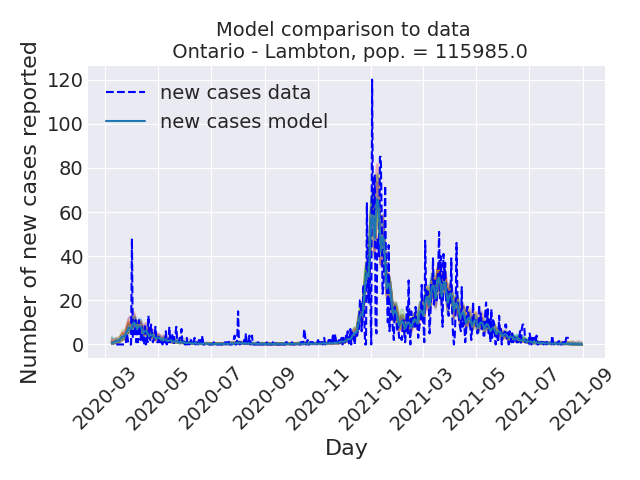 Model comparison to data
Ontario - Lambton, pop. = 115985.0
Number of new cases reported
120
100
80
60
40
20
0
new cases data
new cases model
2020-03
2020-05
2020-07
2020-09
2020-11
2021-01
2021-03
2021-05
2021-07
2021-09
Day